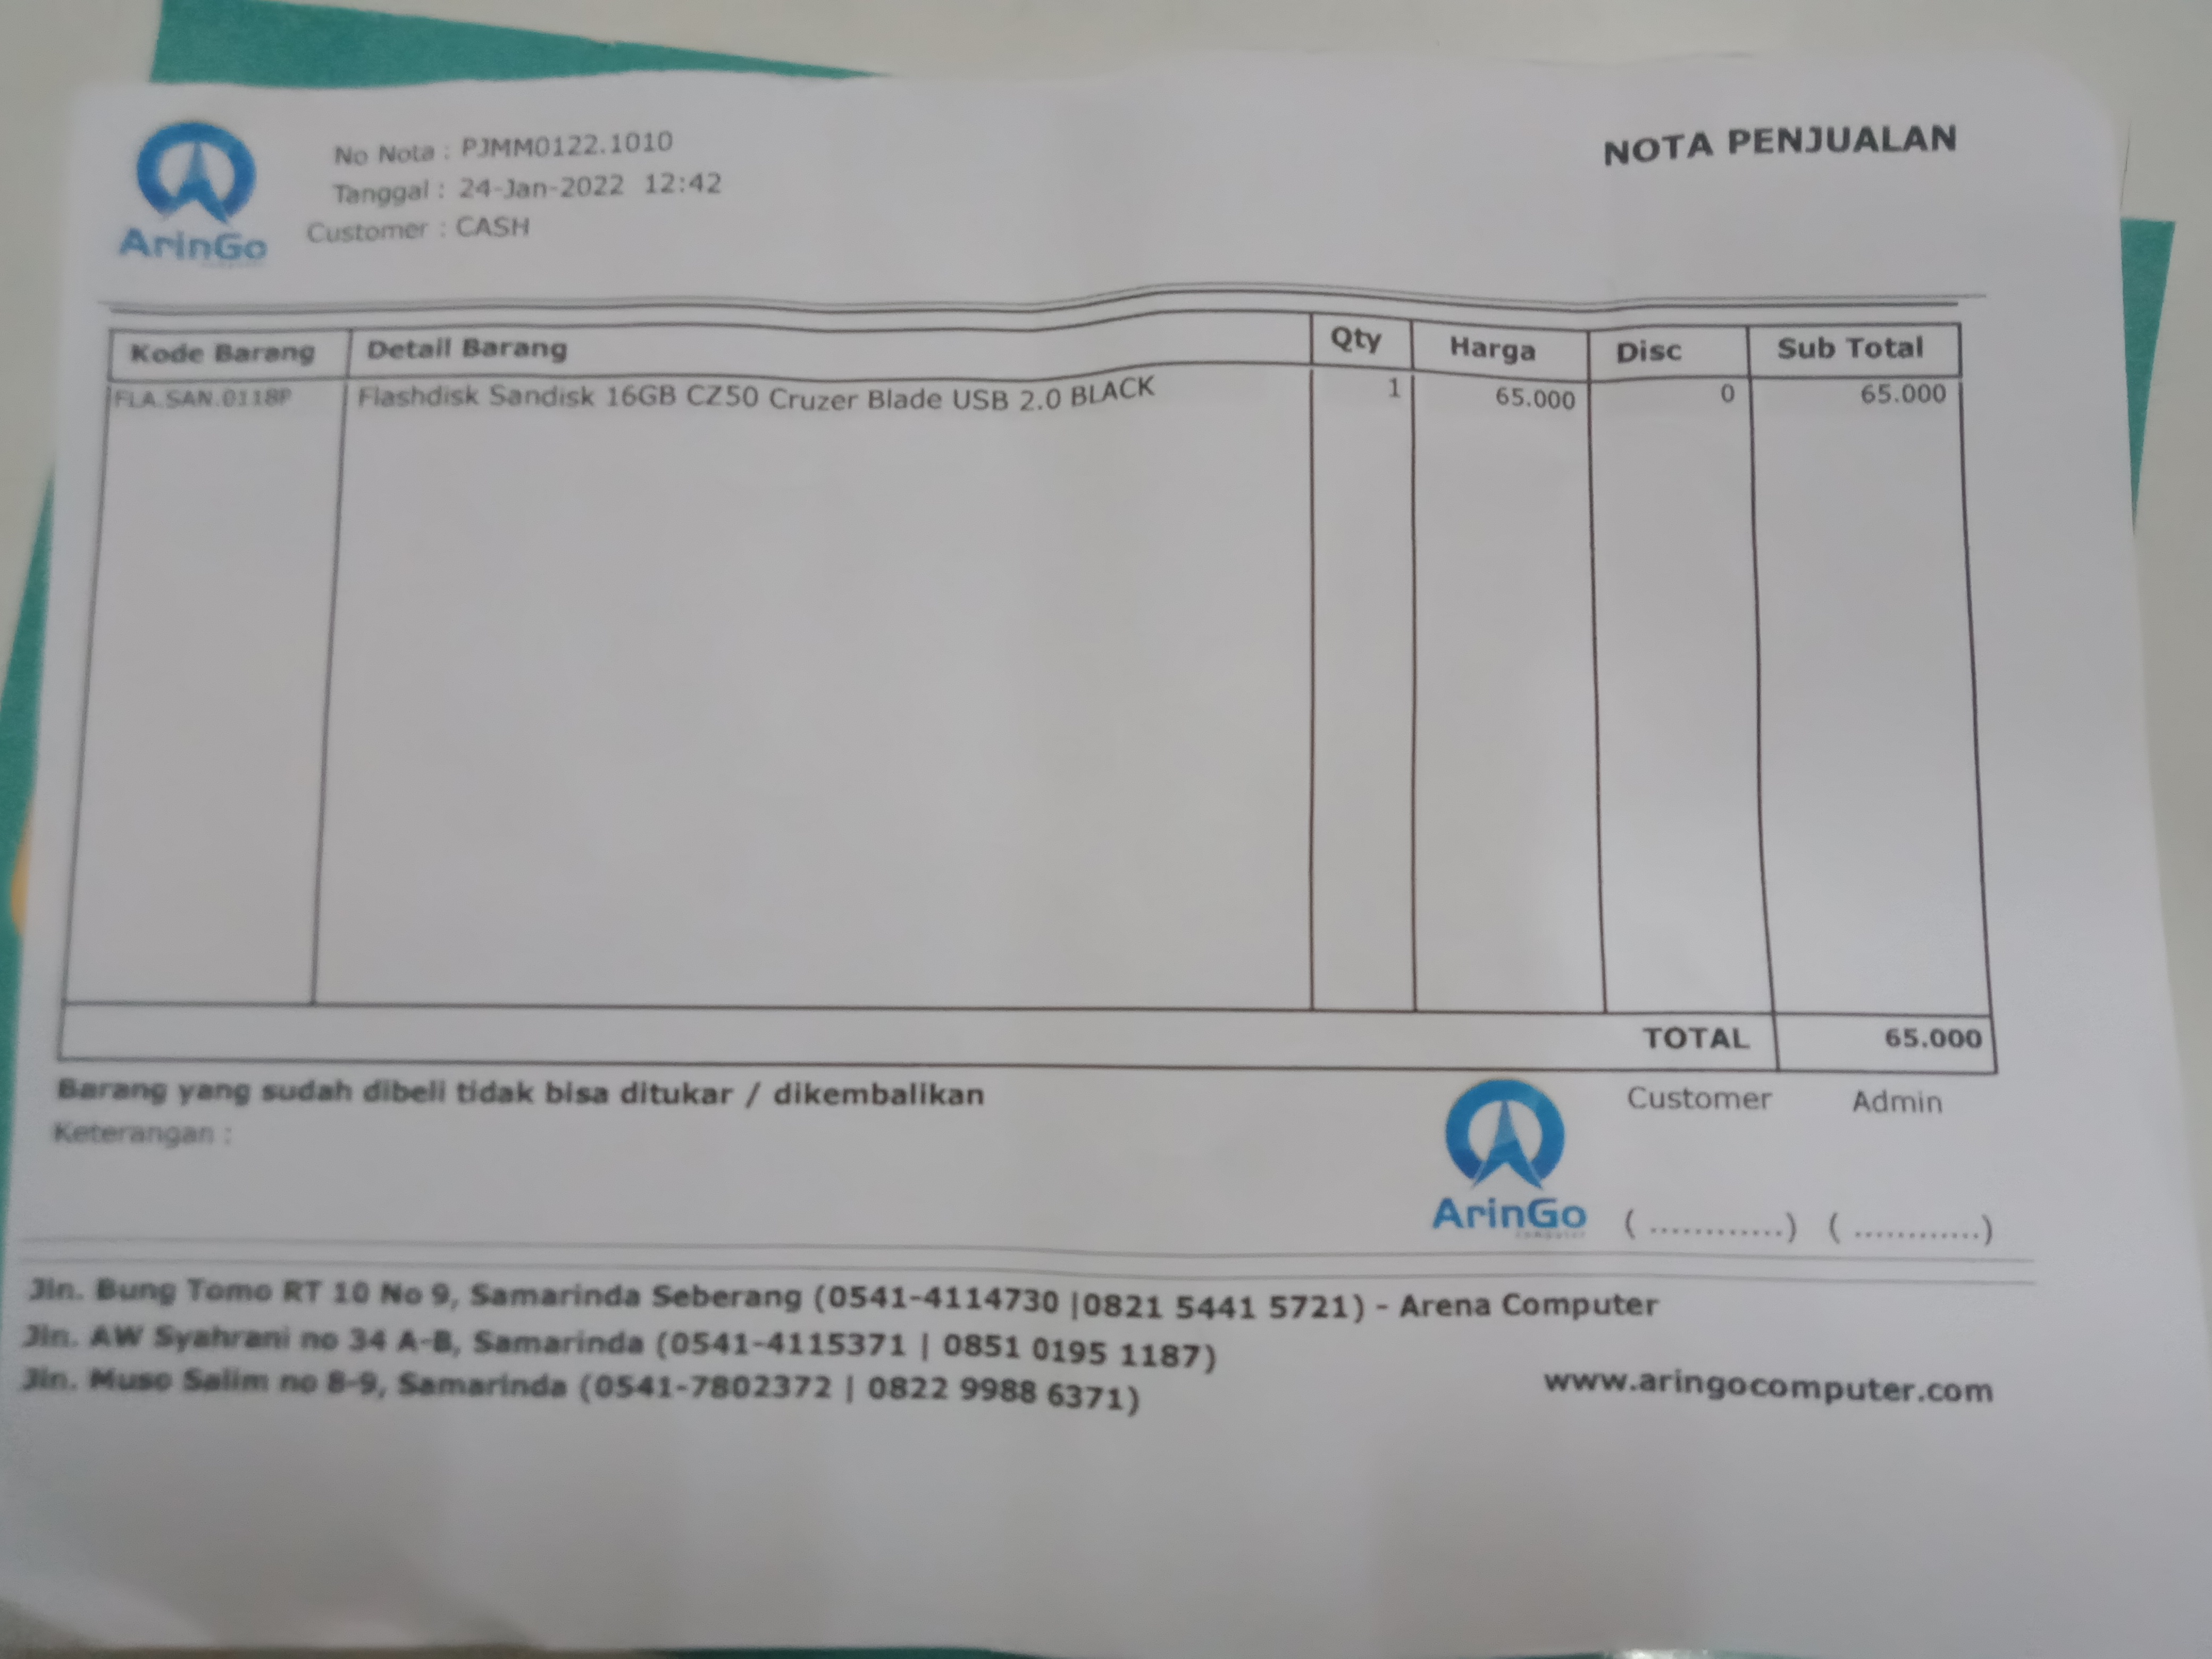 NOTA PENJUALAN
No Nota : PJMM0122.1010
Tanggal : 24-Jan-2022 12:42
Customer : CASH
ArinGo
Kode Barang Detail Barang Qty Harga Disc Sub Total
FLA.SAN.0118P Flashdisk Sandisk 16GB CZ50 Cruzer Blade USB 2.0 BLACK 1 65.000 0 65.000
TOTAL 65.000
Barang yang sudah dibeli tidak bisa ditukar / dikembalikan
Keterangan :
Customer Admin
ArinGo
computer
( ............) ( ............)
Jln. Bung Tomo RT 10 No 9, Samarinda Seberang (0541-4114730 |0821 5441 5721) - Arena Computer
Jln. AW Syahrani no 34 A-B, Samarinda (0541-4115371 | 0851 0195 1187)
Jln. Muso Salim no 8-9, Samarinda (0541-7802372 | 0822 9988 6371)
www.aringocomputer.com